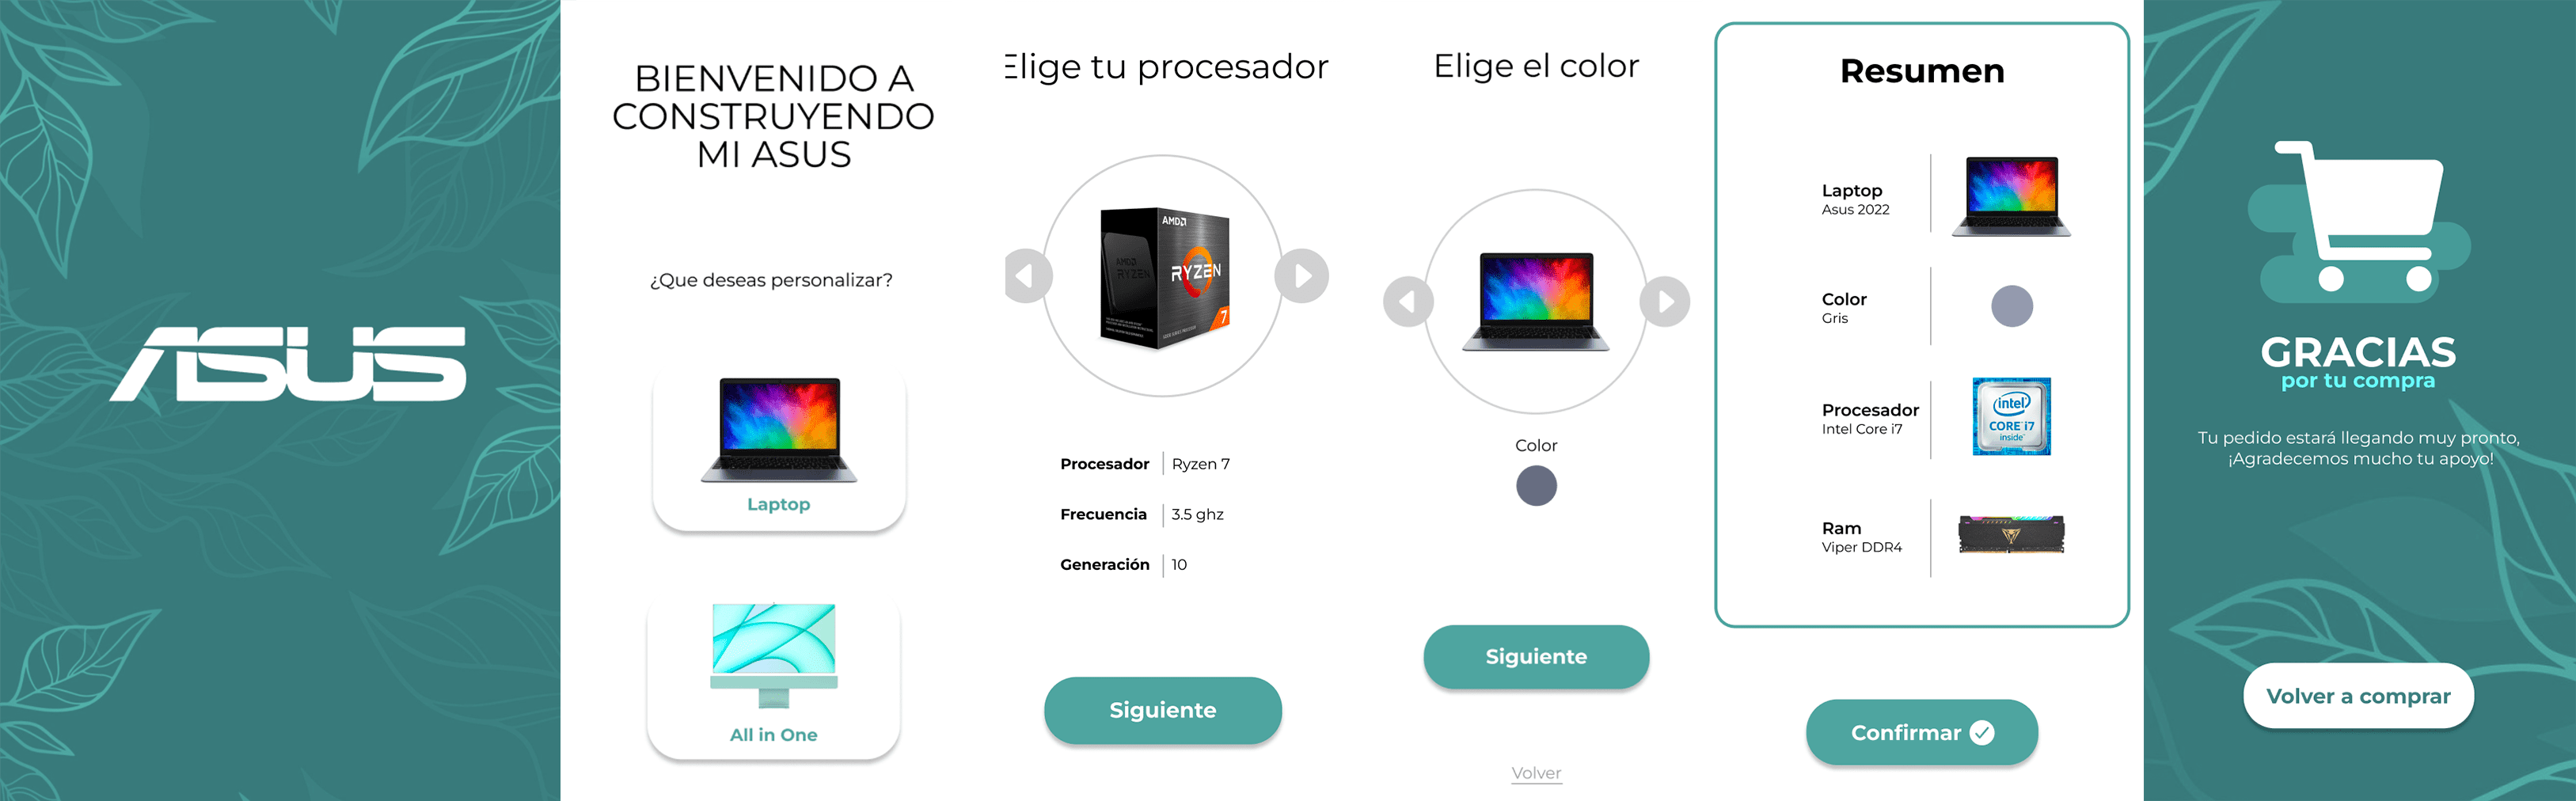 ASUS
BIENVENIDO A
CONSTRUYENDO
MI ASUS
¿Que deseas personalizar?
Laptop
All in One
Elige tu procesador
AMD
AMD
RYZEN
RYZEN
7
Procesador
Ryzen 7
Frecuencia
3.5 ghz
Generación
10
Siguiente
Elige el color
Color
Siguiente
Volver
Resumen
Laptop
Asus 2022
Color
Gris
Procesador
Intel Core i7
intel
CORE i7
inside
Ram
Viper DDR4
Confirmar
GRACIAS
por tu compra
Tu pedido estará llegando muy pronto,
¡Agradecemos mucho tu apoyo!
Volver a comprar